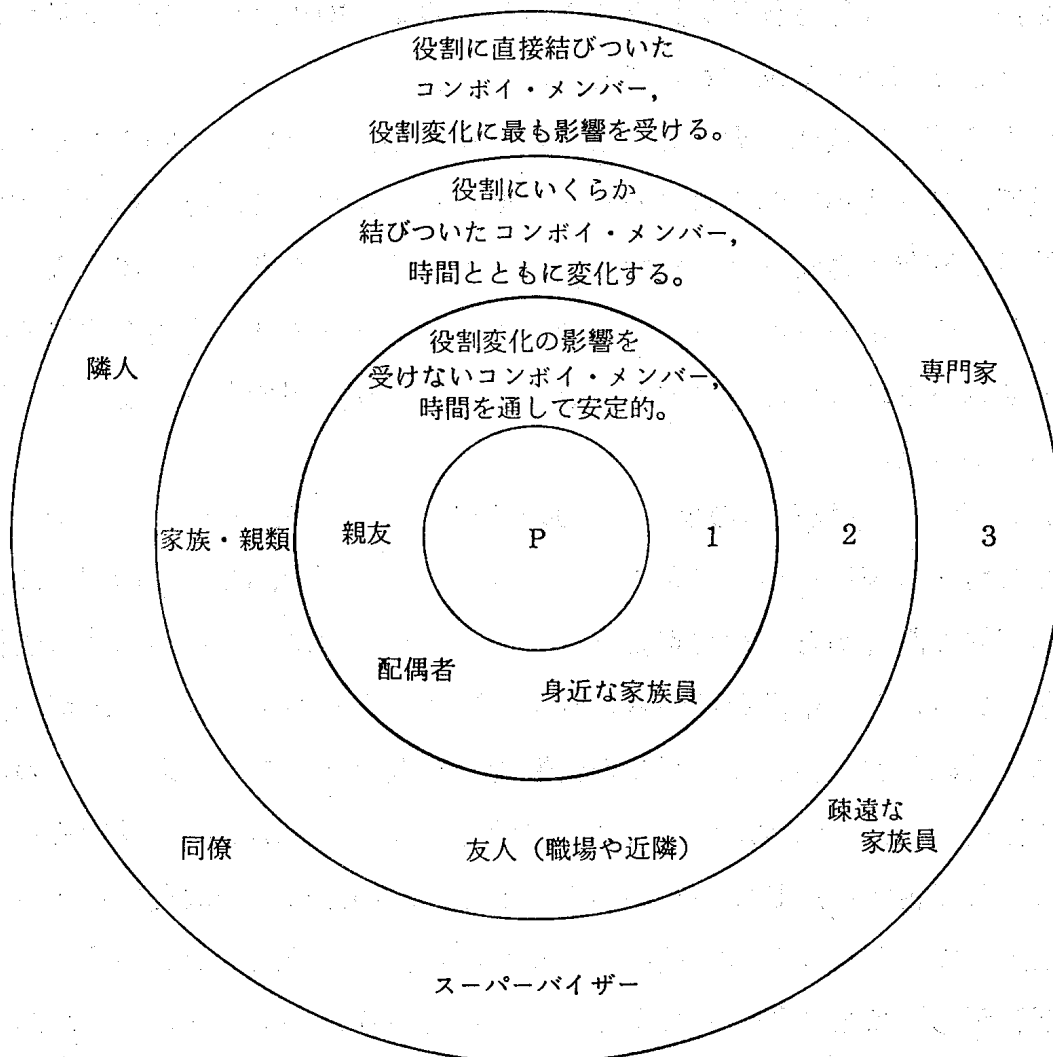 役割に直接結びついた
コンボイ・メンバー，
役割変化に最も影響を受ける。
役割にいくらか
結びついたコンボイ・メンバー，
時間とともに変化する。
役割変化の影響を
受けないコンボイ・メンバー，
時間を通して安定的。
隣人
専門家
家族・親類
親友
P
1
2
3
配偶者
身近な家族員
同僚
友人（職場や近隣）
疎遠な
家族員
スーパーバイザー